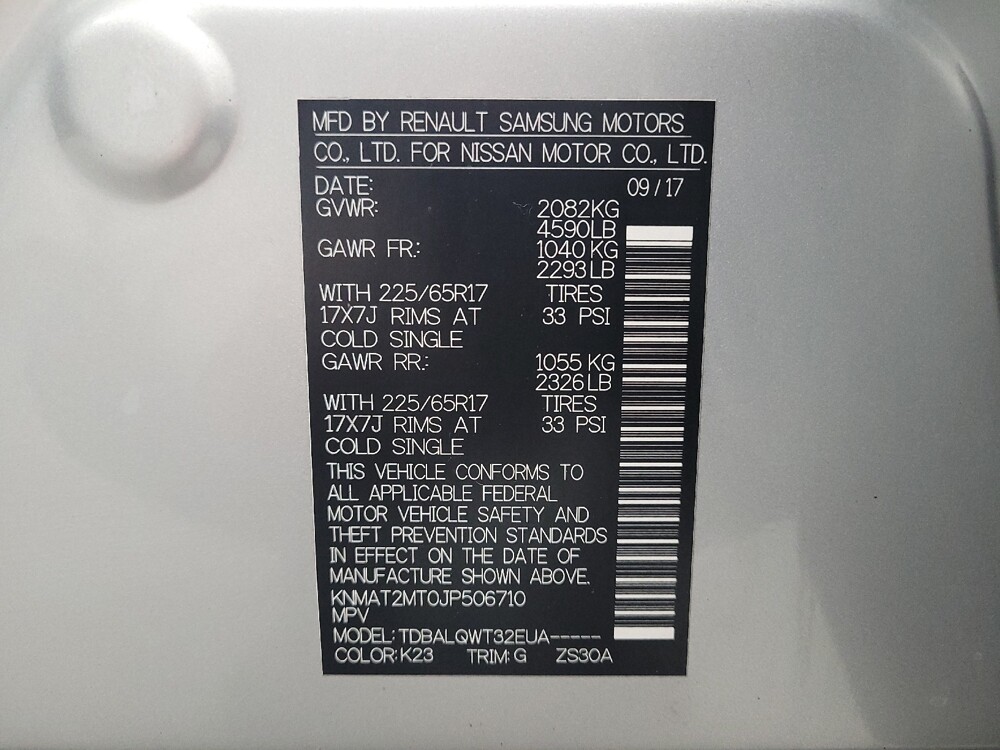 MFD BY RENAULT SAMSUNG MOTORS
CO., LTD. FOR NISSAN MOTOR CO., LTD.
DATE: 09/17
GVWR: 2082KG
4590LB
GAWR FR.: 1040 KG
2293LB
WITH 225/65R17 TIRES
17X7J RIMS AT 33 PSI
COLD SINGLE
GAWR RR.: 1055 KG
2326LB
WITH 225/65R17 TIRES
17X7J RIMS AT 33 PSI
COLD SINGLE
THIS VEHICLE CONFORMS TO
ALL APPLICABLE FEDERAL
MOTOR VEHICLE SAFETY AND
THEFT PREVENTION STANDARDS
IN EFFECT ON THE DATE OF
MANUFACTURE SHOWN ABOVE.
KNMAT2MT0JP506710
MPV
MODEL: TDBALQWT32EUA-----
COLOR: K23 TRIM: G ZS30A